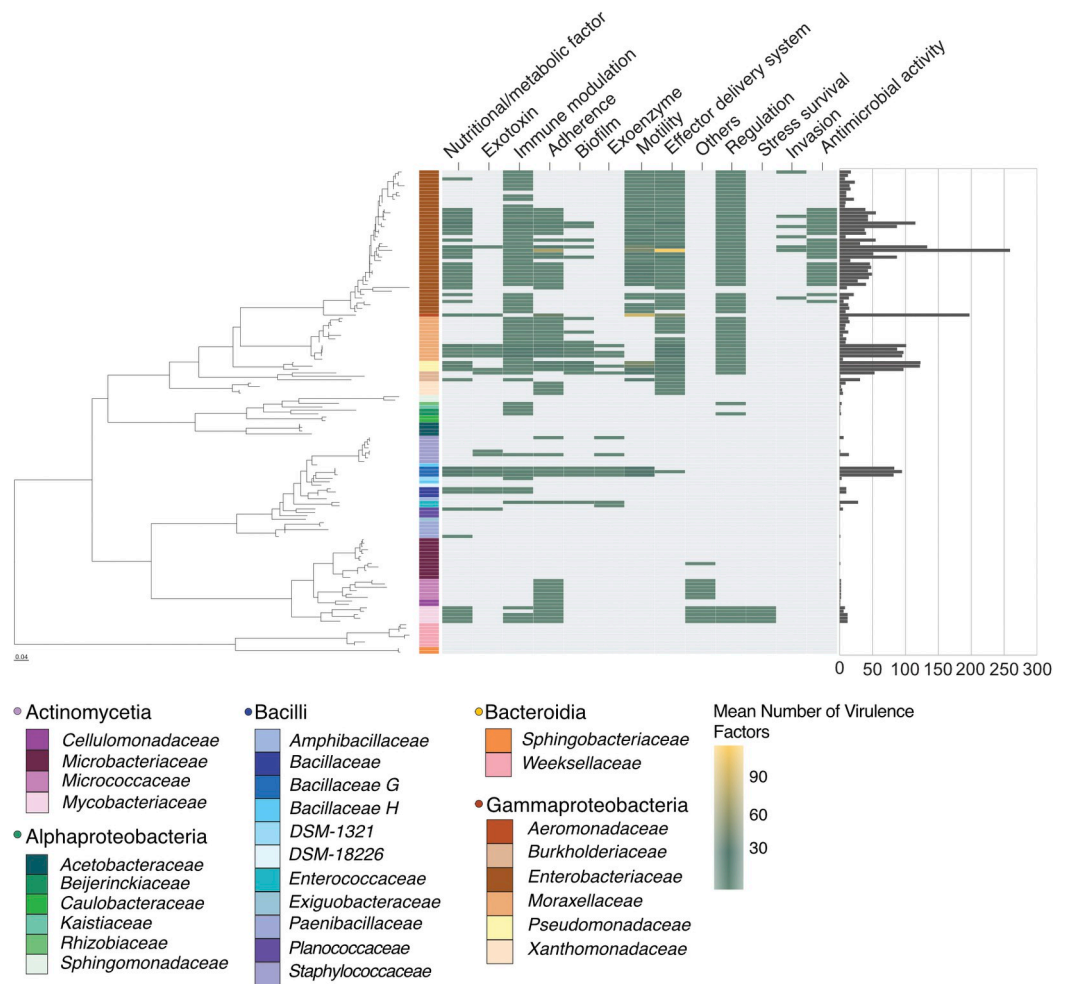 Nutritional/metabolic factor
Exotoxin
Immune modulation
Adherence
Biofilm
Exoenzyme
Motility
Effector delivery system
Others
Regulation
Stress survival
Invasion
Antimicrobial activity
0.04
0 50 100 150 200 250 300
Actinomycetia
Cellulomonadaceae
Microbacteriaceae
Micrococcaceae
Mycobacteriaceae
Alphaproteobacteria
Acetobacteraceae
Beijerinckiaceae
Caulobacteraceae
Kaistiaceae
Rhizobiaceae
Sphingomonadaceae
Bacilli
Amphibacillaceae
Bacillaceae
Bacillaceae G
Bacillaceae H
DSM-1321
DSM-18226
Enterococcaceae
Exiguobacteraceae
Paenibacillaceae
Planococcaceae
Staphylococcaceae
Bacteroidia
Sphingobacteriaceae
Weeksellaceae
Gammaproteobacteria
Aeromonadaceae
Burkholderiaceae
Enterobacteriaceae
Moraxellaceae
Pseudomonadaceae
Xanthomonadaceae
Mean Number of Virulence
Factors
90
60
30